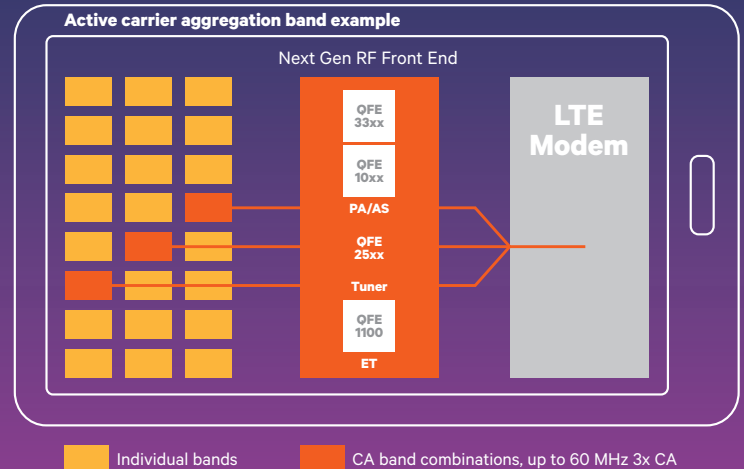 Active carrier aggregation band example
Next Gen RF Front End
QFE
33xx
QFE
10xx
PA/AS
QFE
25xx
Tuner
QFE
1100
ET
LTE
Modem
Individual bands
CA band combinations, up to 60 MHz 3x CA